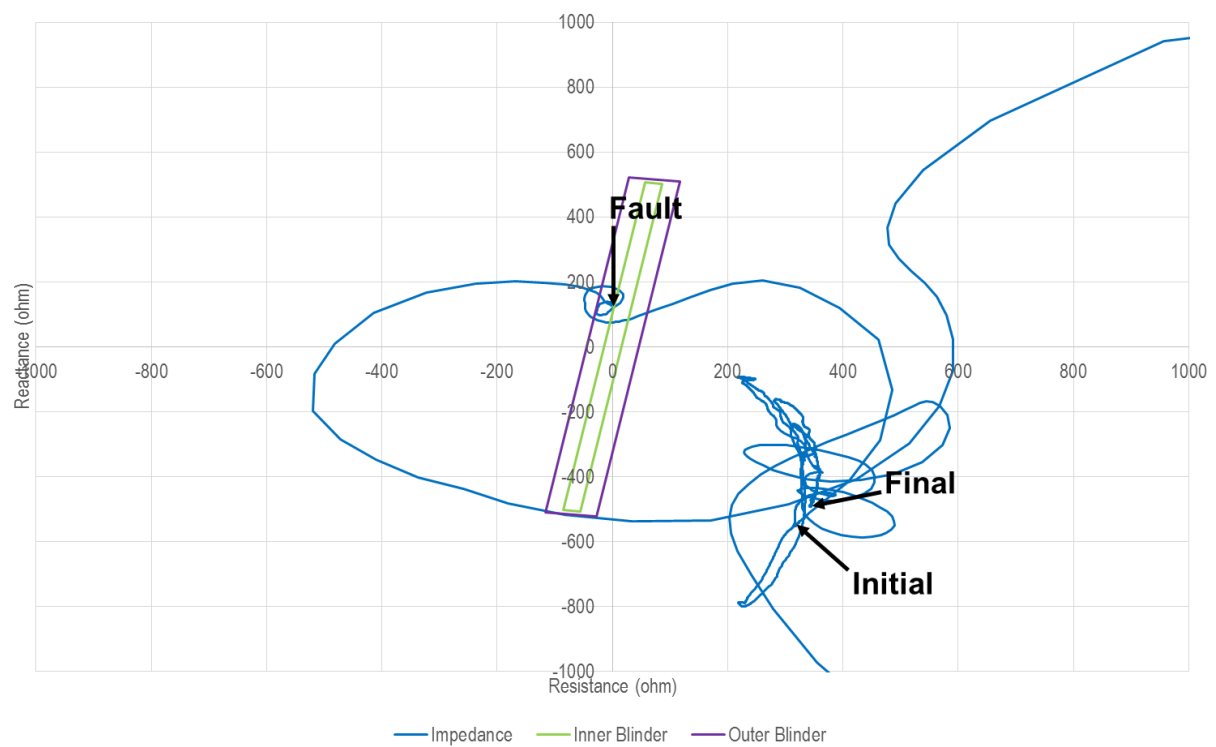 1000
800
600
400
Fault
200
0
Reactance (ohm)
-1000 -800 -600 -400 -200 0 200 400 600 800 1000
-200
-400
Final
-600
Initial
-800
-1000
Resistance (ohm)
Impedance Inner Blinder Outer Blinder